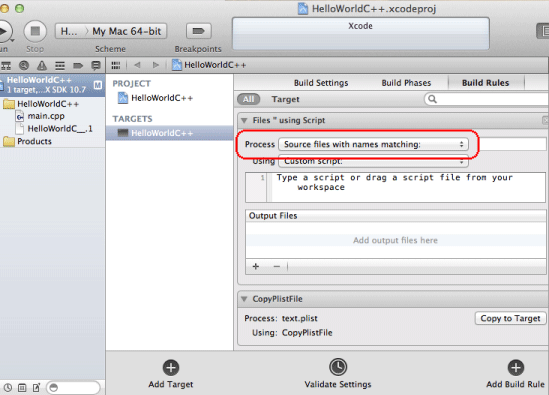 HelloWorldC++.xcodeproj
Xcode
un
Stop
H... My Mac 64-bit
Scheme
Breakpoints
HelloWorldC++
HelloWorldC++
1 target,...X SDK 10.7
M
HelloWorldC++
main.cpp
HelloWorldC__.1
Products
PROJECT
HelloWorldC++
TARGETS
HelloWorldC++
Build Settings
Build Phases
Build Rules
All
Target
Files '' using Script
Process
Source files with names matching:
Using
Custom script:
1
Type a script or drag a script file from your
workspace
Output Files
Add output files here
+ −
CopyPlistFile
Process: text.plist
Copy to Target
Using: CopyPlistFile
Add Target
Validate Settings
Add Build Rule